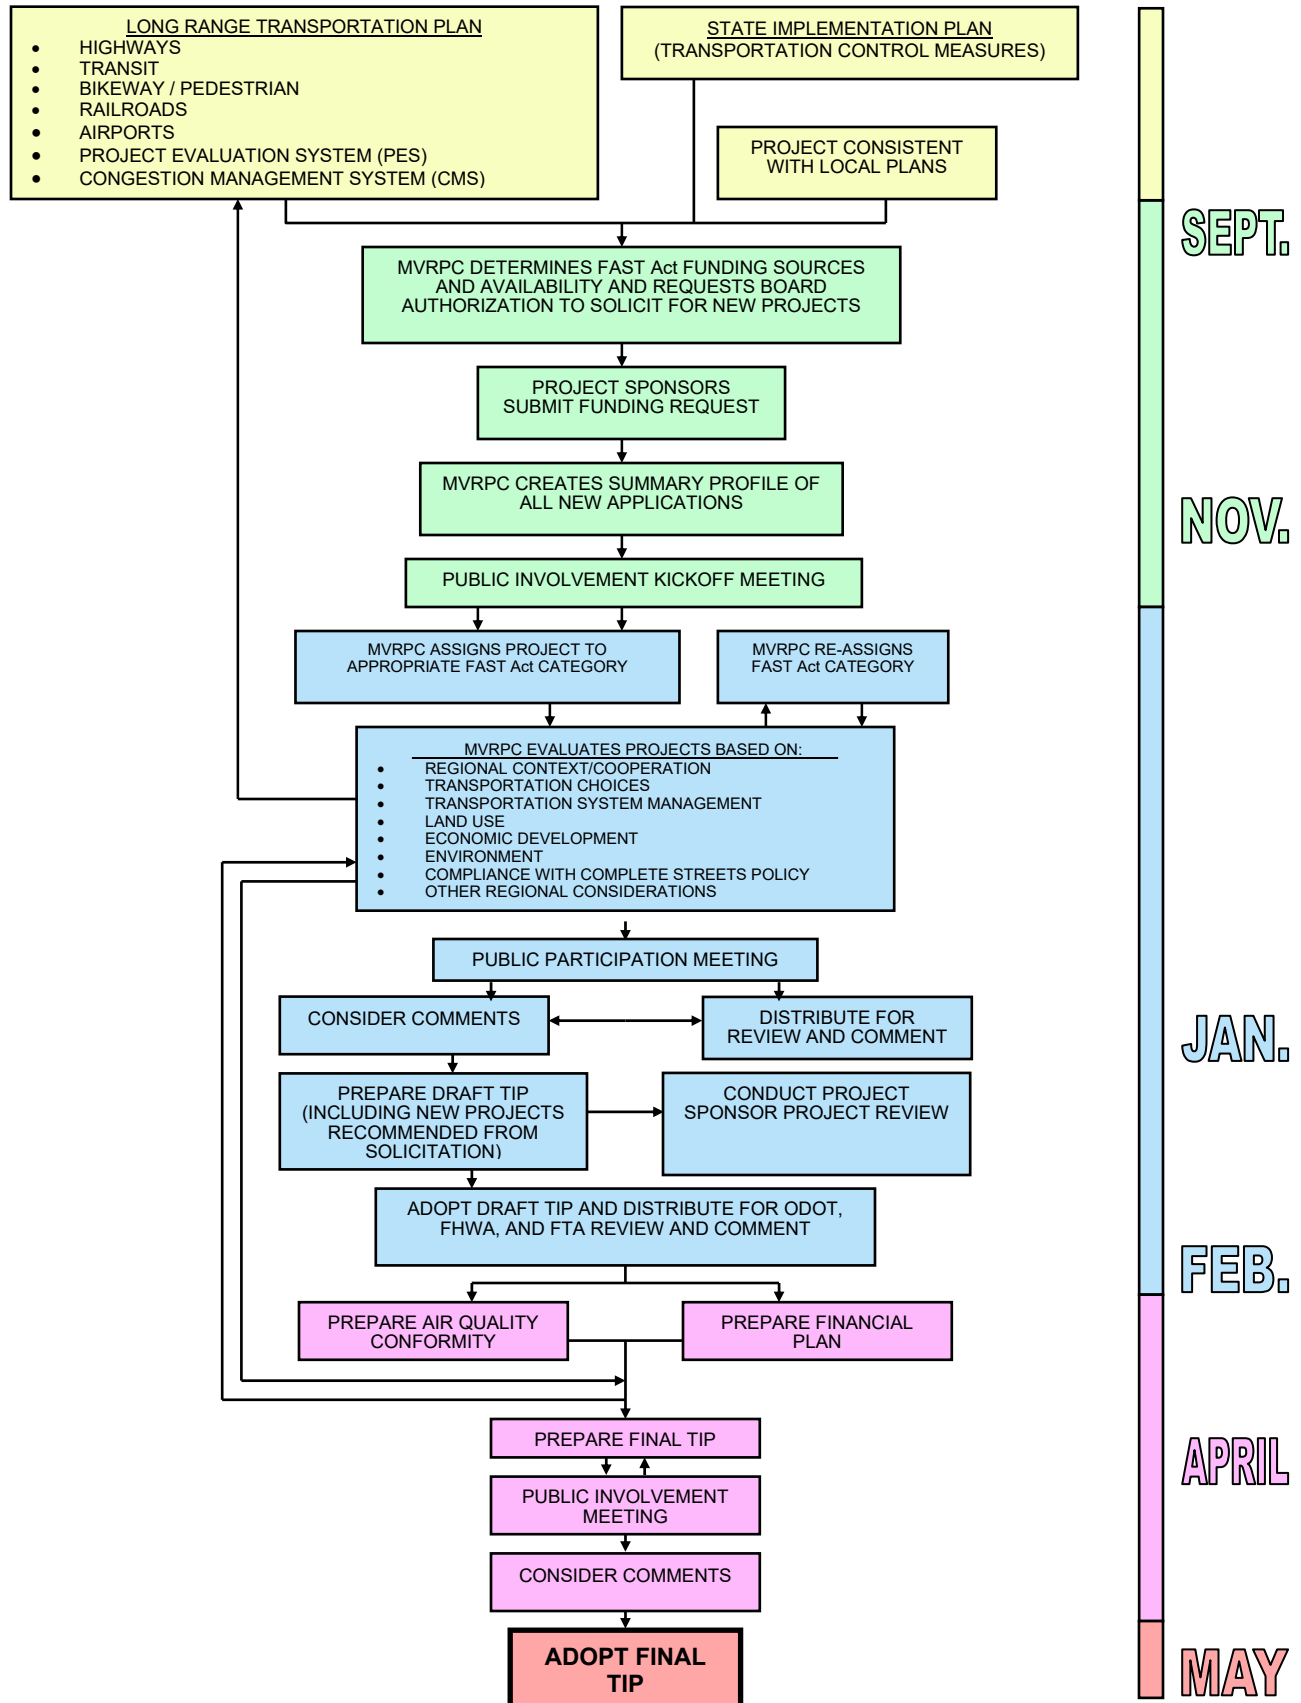 LONG RANGE TRANSPORTATION PLAN
• HIGHWAYS
• TRANSIT
• BIKEWAY / PEDESTRIAN
• RAILROADS
• AIRPORTS
• PROJECT EVALUATION SYSTEM (PES)
• CONGESTION MANAGEMENT SYSTEM (CMS)
STATE IMPLEMENTATION PLAN
(TRANSPORTATION CONTROL MEASURES)
PROJECT CONSISTENT
WITH LOCAL PLANS
SEPT.
MVRPC DETERMINES FAST Act FUNDING SOURCES
AND AVAILABILITY AND REQUESTS BOARD
AUTHORIZATION TO SOLICIT FOR NEW PROJECTS
PROJECT SPONSORS
SUBMIT FUNDING REQUEST
MVRPC CREATES SUMMARY PROFILE OF
ALL NEW APPLICATIONS
NOV.
PUBLIC INVOLVEMENT KICKOFF MEETING
MVRPC ASSIGNS PROJECT TO
APPROPRIATE FAST Act CATEGORY
MVRPC RE-ASSIGNS
FAST Act CATEGORY
MVRPC EVALUATES PROJECTS BASED ON:
• REGIONAL CONTEXT/COOPERATION
• TRANSPORTATION CHOICES
• TRANSPORTATION SYSTEM MANAGEMENT
• LAND USE
• ECONOMIC DEVELOPMENT
• ENVIRONMENT
• COMPLIANCE WITH COMPLETE STREETS POLICY
• OTHER REGIONAL CONSIDERATIONS
PUBLIC PARTICIPATION MEETING
CONSIDER COMMENTS
DISTRIBUTE FOR
REVIEW AND COMMENT
JAN.
PREPARE DRAFT TIP
(INCLUDING NEW PROJECTS
RECOMMENDED FROM
SOLICITATION)
CONDUCT PROJECT
SPONSOR PROJECT REVIEW
ADOPT DRAFT TIP AND DISTRIBUTE FOR ODOT,
FHWA, AND FTA REVIEW AND COMMENT
FEB.
PREPARE AIR QUALITY
CONFORMITY
PREPARE FINANCIAL
PLAN
PREPARE FINAL TIP
APRIL
PUBLIC INVOLVEMENT
MEETING
CONSIDER COMMENTS
ADOPT FINAL
TIP
MAY